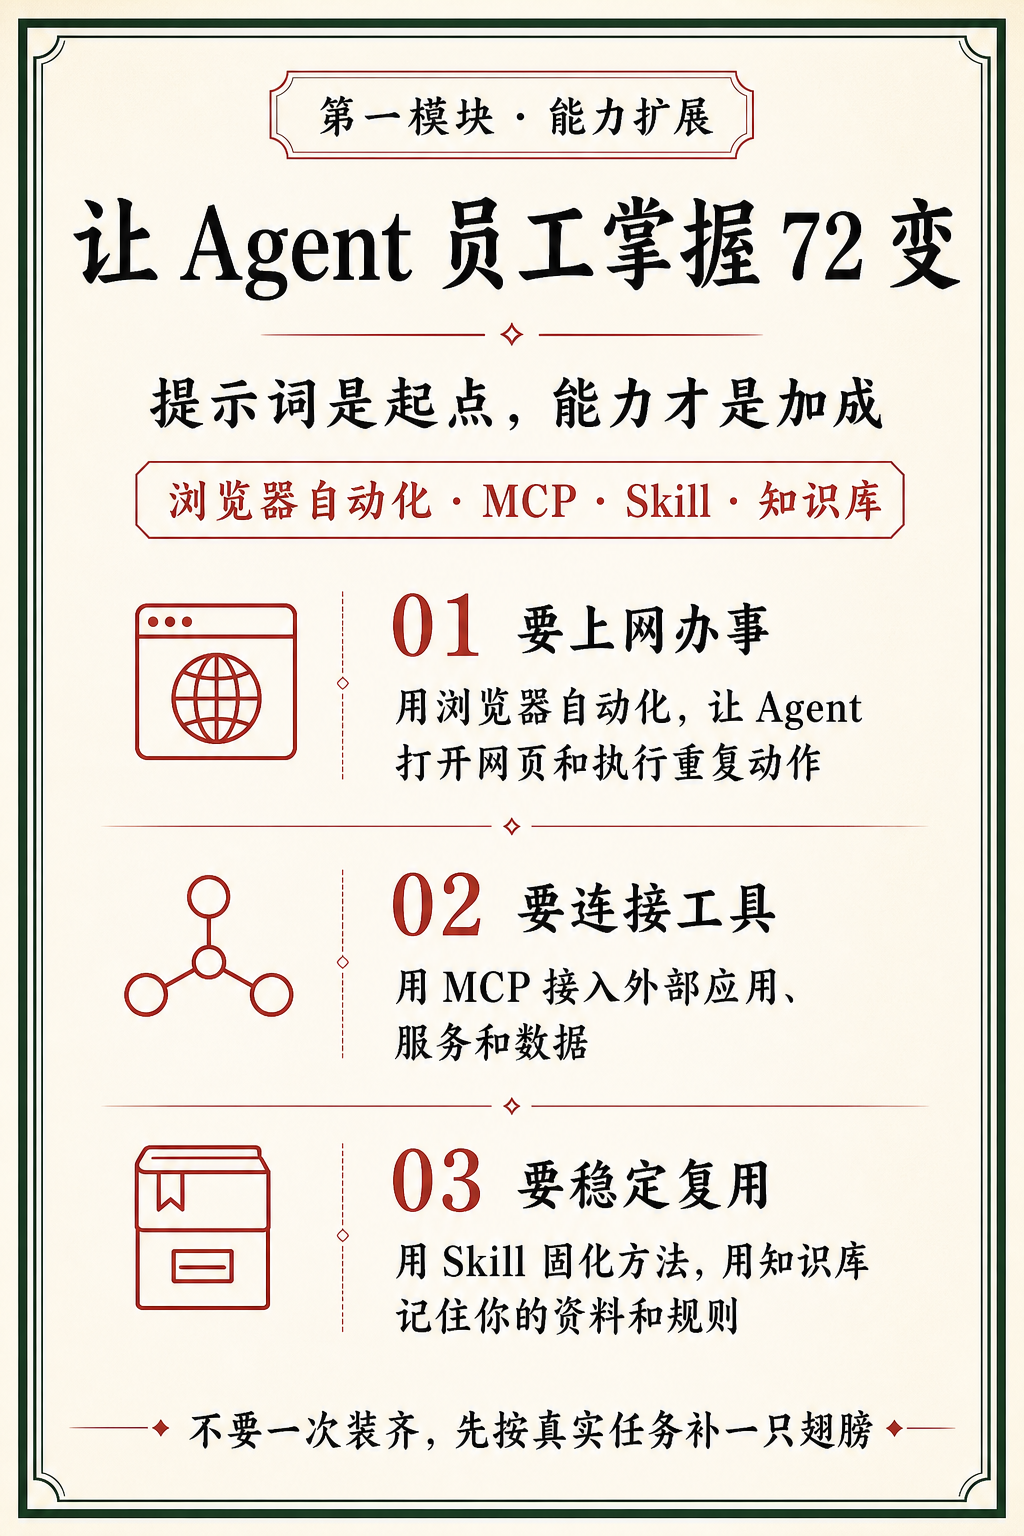 第一模块 · 能力扩展
让 Agent 员工掌握 72 变
提示词是起点，能力才是加成
浏览器自动化 · MCP · Skill · 知识库
01 要上网办事
用浏览器自动化，让 Agent
打开网页和执行重复动作
02 要连接工具
用 MCP 接入外部应用、
服务和数据
03 要稳定复用
用 Skill 固化方法，用知识库
记住你的资料和规则
不要一次装齐，先按真实任务补一只翅膀